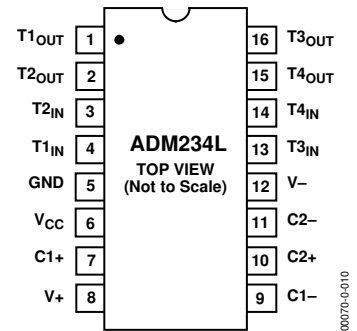 T1OUT 1 16 T3OUT
T2OUT 2 15 T4OUT
T2IN 3 14 T4IN
T1IN 4 13 T3IN
ADM234L
TOP VIEW
(Not to Scale)
GND 5 12 V–
VCC 6 11 C2–
C1+ 7 10 C2+
V+ 8 9 C1–
00070-0-010